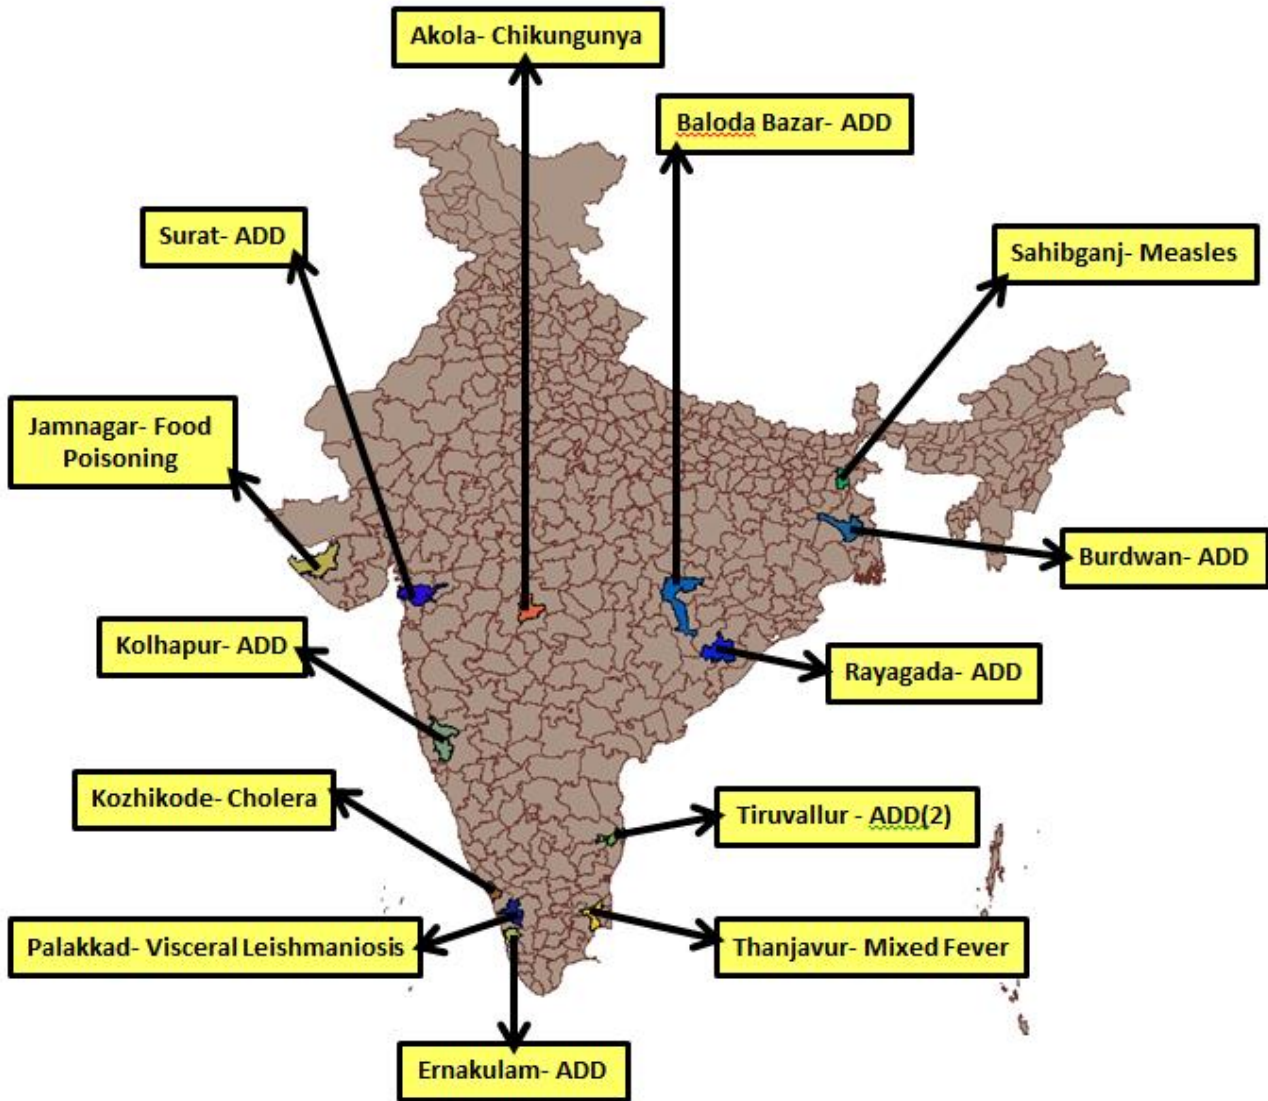 Akola- Chikungunya
Baloda Bazar- ADD
Surat- ADD
Sahibganj- Measles
Jamnagar- Food
Poisoning
Burdwan- ADD
Kolhapur- ADD
Rayagada- ADD
Kozhikode- Cholera
Tiruvallur - ADD(2)
Palakkad- Visceral Leishmaniosis
Thanjavur- Mixed Fever
Ernakulam- ADD